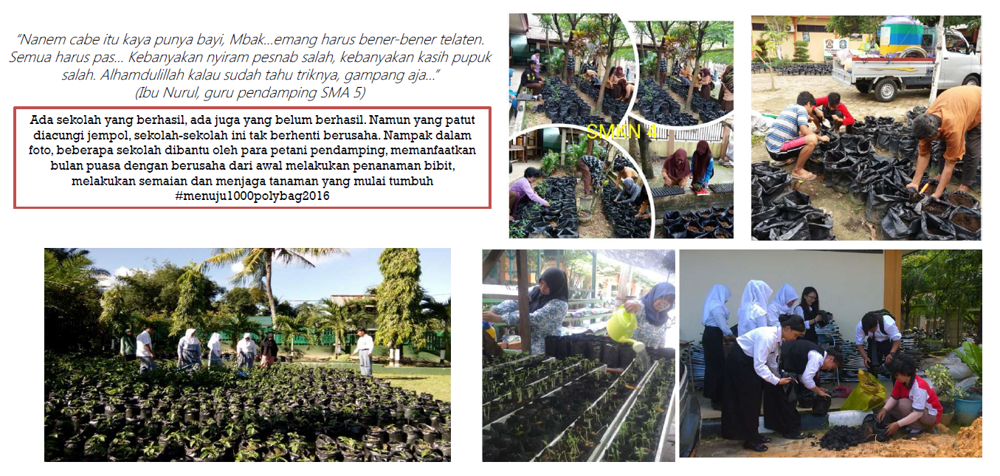 “Nanem cabe itu kaya punya bayi, Mbak...emang harus bener-bener telaten.
Semua harus pas... Kebanyakan nyiram pesnab salah, kebanyakan kasih pupuk
salah. Alhamdulillah kalau sudah tahu triknya, gampang aja...”
(Ibu Nurul, guru pendamping SMA 5)
Ada sekolah yang berhasil, ada juga yang belum berhasil. Namun yang patut
diacungi jempol, sekolah-sekolah ini tak berhenti berusaha. Nampak dalam
foto, beberapa sekolah dibantu oleh para petani pendamping, memanfaatkan
bulan puasa dengan berusaha dari awal melakukan penanaman bibit,
melakukan semaian dan menjaga tanaman yang mulai tumbuh
#menuju1000polybag2016
SMKN 4